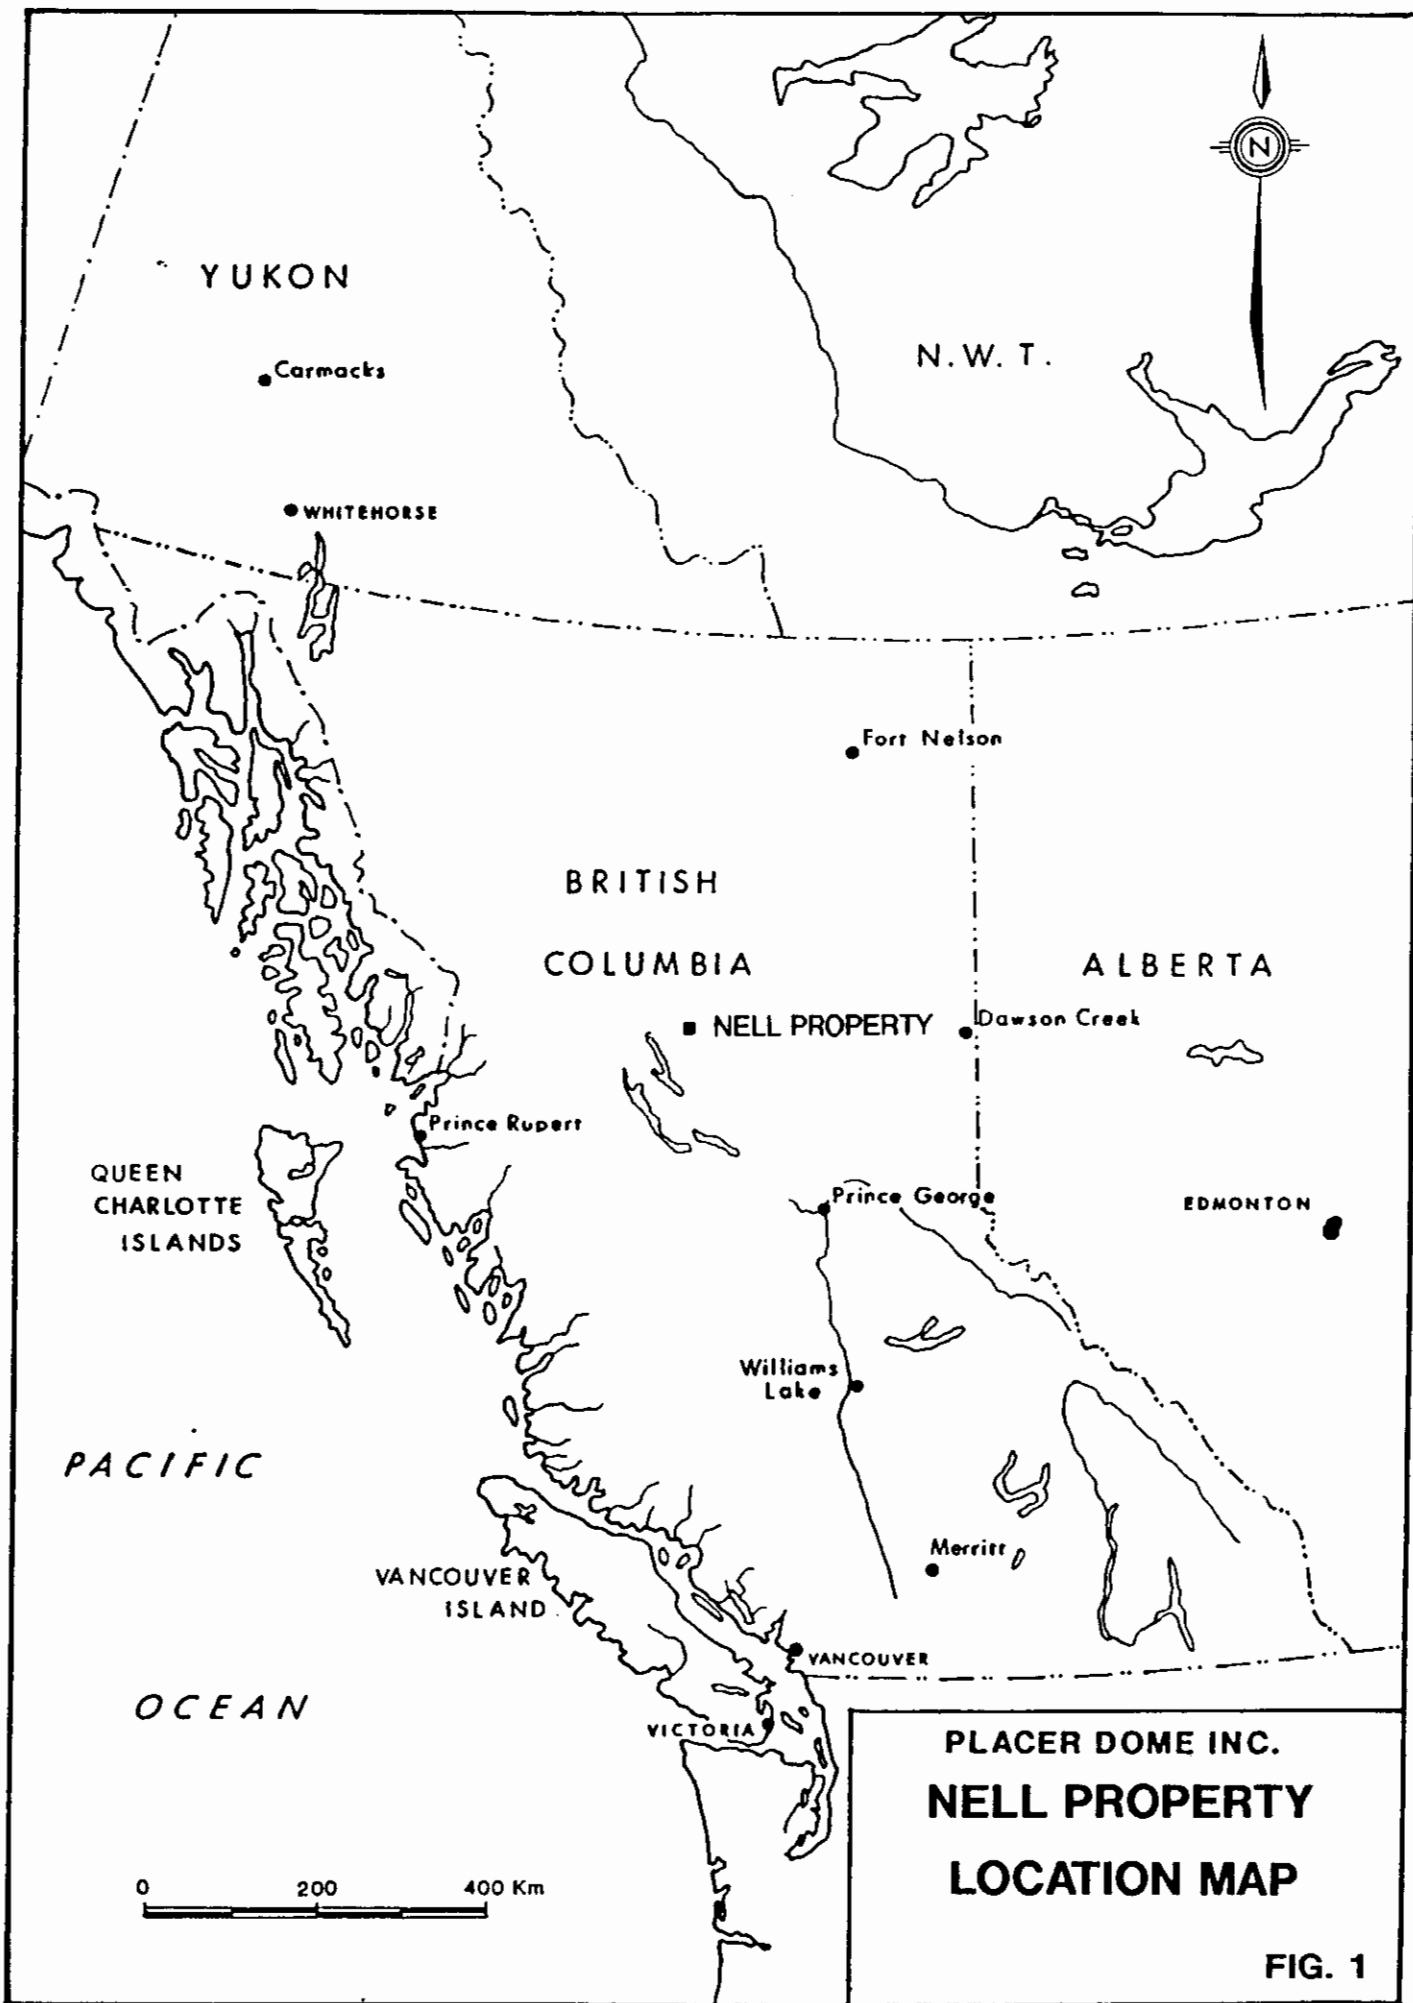 N
YUKON
N.W.T.
Carmacks
WHITEHORSE
Fort Nelson
BRITISH
COLUMBIA
ALBERTA
NELL PROPERTY
Dawson Creek
Prince Rupert
QUEEN
CHARLOTTE
ISLANDS
Prince George
EDMONTON
Williams
Lake
PACIFIC
Merritt
VANCOUVER
ISLAND
VANCOUVER
OCEAN
VICTORIA
0 200 400 Km
PLACER DOME INC.
NELL PROPERTY
LOCATION MAP
FIG. 1